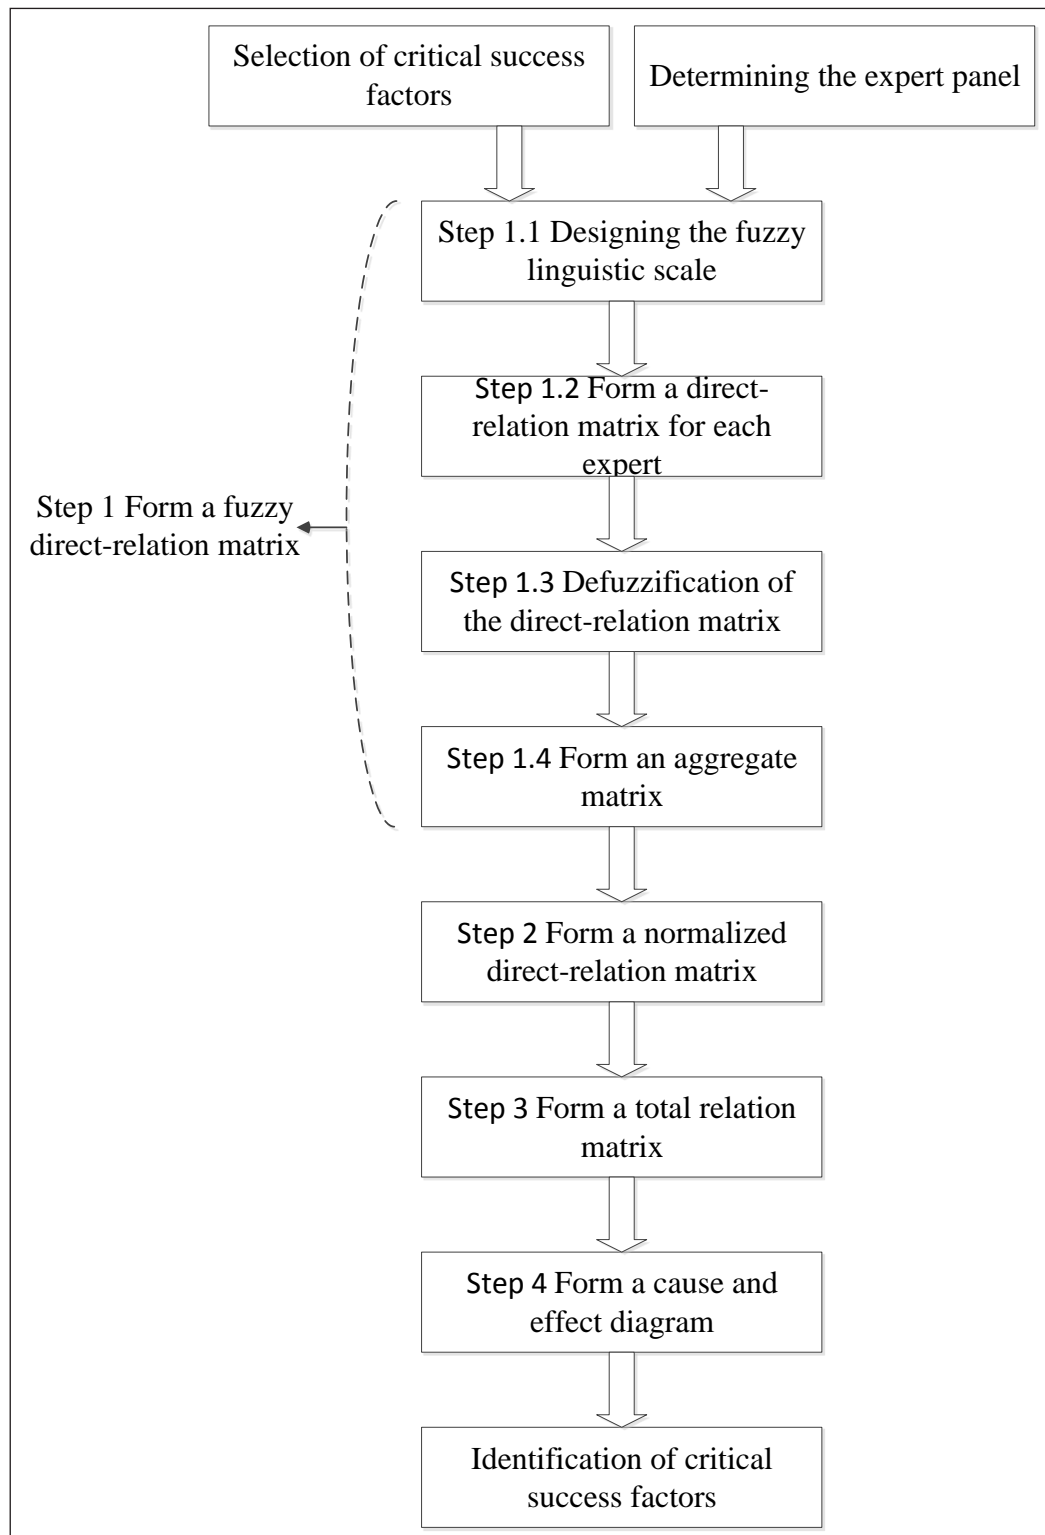 Selection of critical success
factors
Determining the expert panel
Step 1.1 Designing the fuzzy
linguistic scale
Step 1.2 Form a direct-
relation matrix for each
expert
Step 1 Form a fuzzy
direct-relation matrix
Step 1.3 Defuzzification of
the direct-relation matrix
Step 1.4 Form an aggregate
matrix
Step 2 Form a normalized
direct-relation matrix
Step 3 Form a total relation
matrix
Step 4 Form a cause and
effect diagram
Identification of critical
success factors